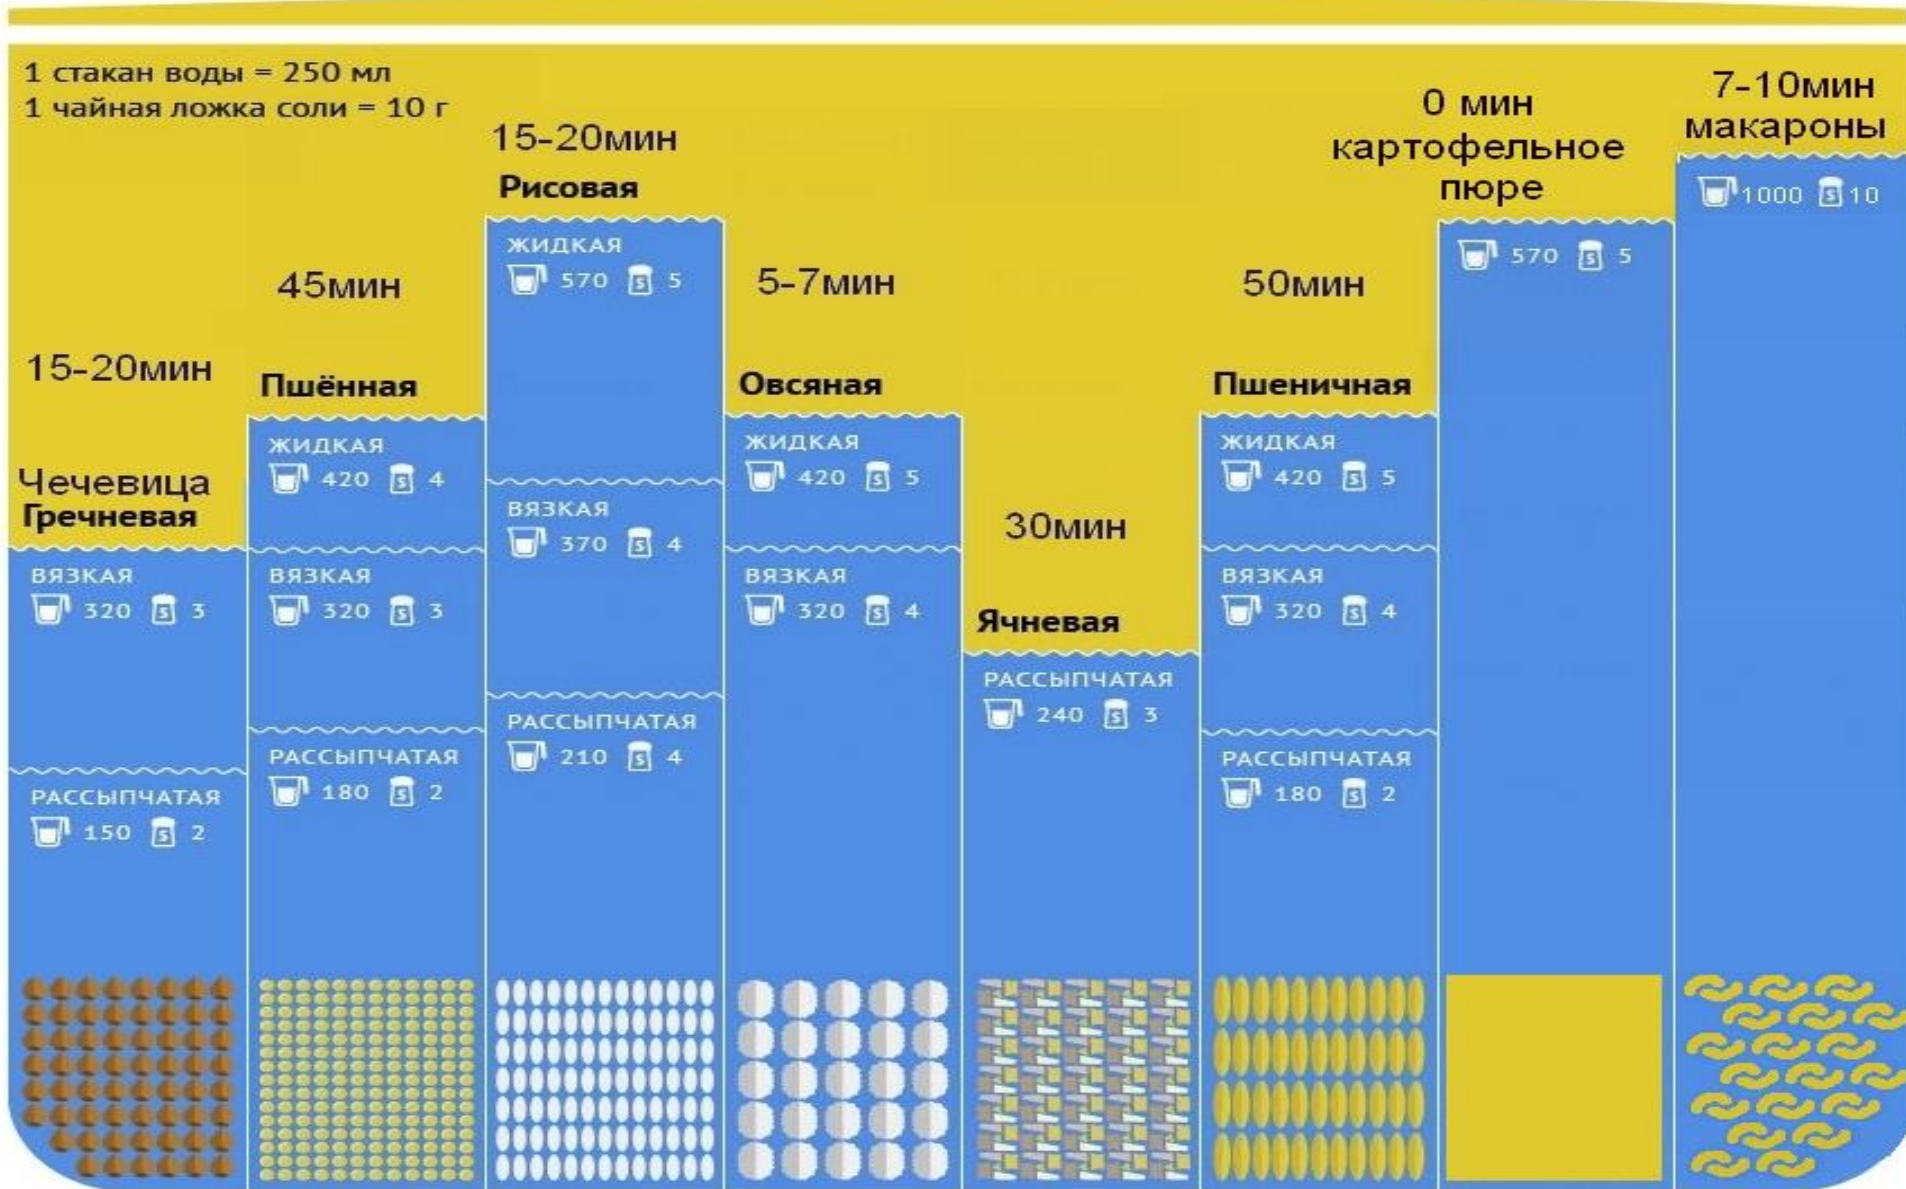 1 стакан воды = 250 мл
1 чайная ложка соли = 10 г
15-20мин
Чечевица
Гречневая
ВЯЗКАЯ
320 S 3
РАССЫПЧАТАЯ
150 S 2
45мин
Пшённая
ЖИДКАЯ
420 S 4
ВЯЗКАЯ
320 S 3
РАССЫПЧАТАЯ
180 S 2
15-20мин
Рисовая
ЖИДКАЯ
570 S 5
ВЯЗКАЯ
370 S 4
РАССЫПЧАТАЯ
210 S 4
5-7мин
Овсяная
ЖИДКАЯ
420 S 5
ВЯЗКАЯ
320 S 4
30мин
Ячневая
РАССЫПЧАТАЯ
240 S 3
50мин
Пшеничная
ЖИДКАЯ
420 S 5
ВЯЗКАЯ
320 S 4
РАССЫПЧАТАЯ
180 S 2
0 мин
картофельное
пюре
570 S 5
7-10мин
макароны
1000 S 10